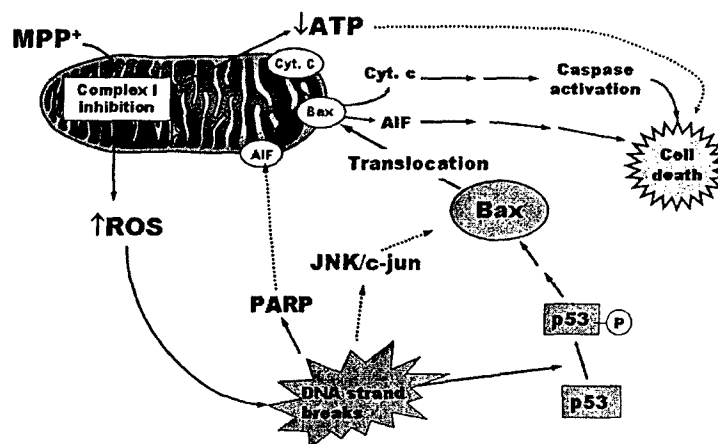 ↓ATP
MPP⁺
Cyt. C
Cyt. c
Caspase
activation
Complex I
inhibition
Bax
AIF
AIF
Cell
death
Translocation
Bax
↑ROS
JNK/c-jun
PARP
p53
P
DNA strand
breaks
p53